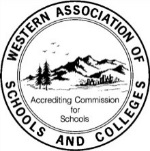 WESTERN ASSOCIATION OF
SCHOOLS AND COLLEGES
Accrediting Commission
for
Schools